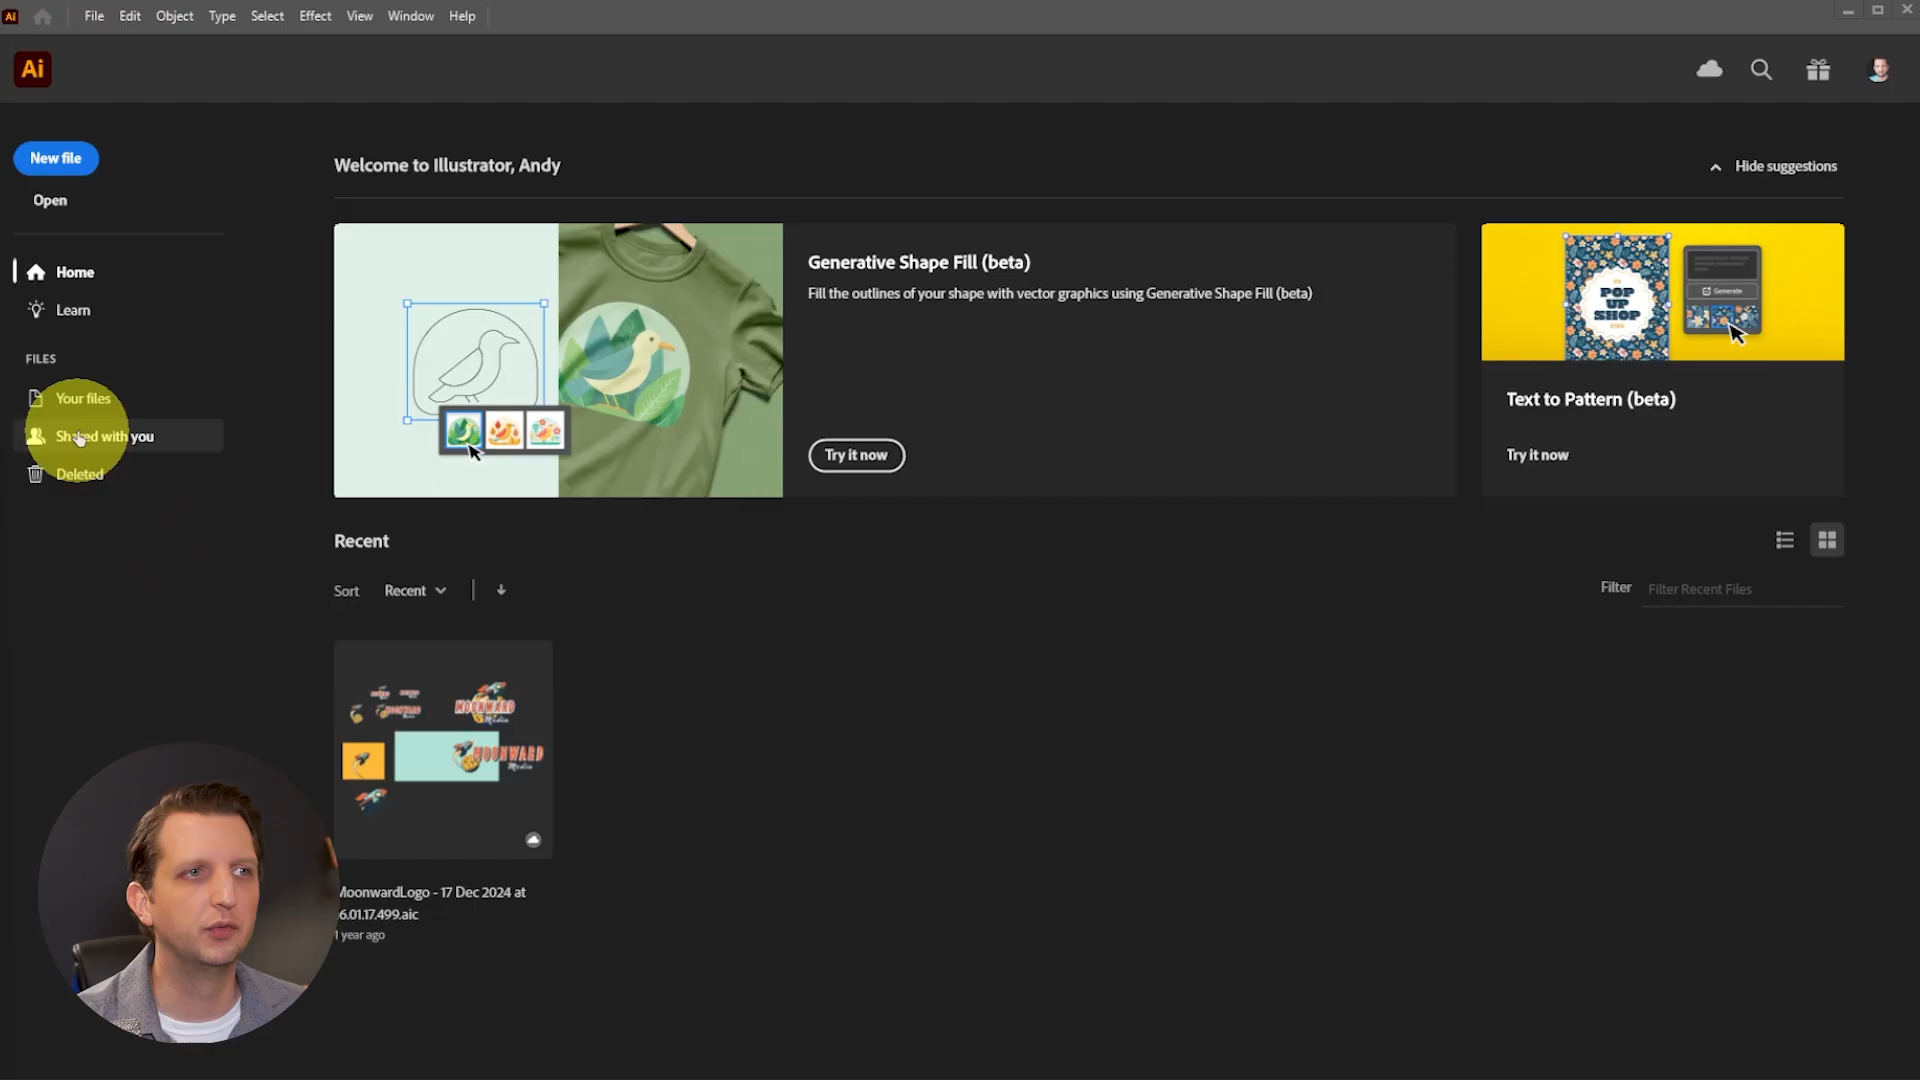 Ai
File Edit Object Type Select Effect View Window Help
Ai
New file
Open
Home
Learn
FILES
Your files
Shared with you
Deleted
Welcome to Illustrator, Andy
Hide suggestions
Generative Shape Fill (beta)
Fill the outlines of your shape with vector graphics using Generative Shape Fill (beta)
Try it now
POP
UP
SHOP
Generate
Text to Pattern (beta)
Try it now
Recent
Sort Recent
Filter Filter Recent Files
MOONWARD
Media
MOONWARD
Media
MoonwardLogo - 17 Dec 2024 at
6.01.17.499.aic
1 year ago